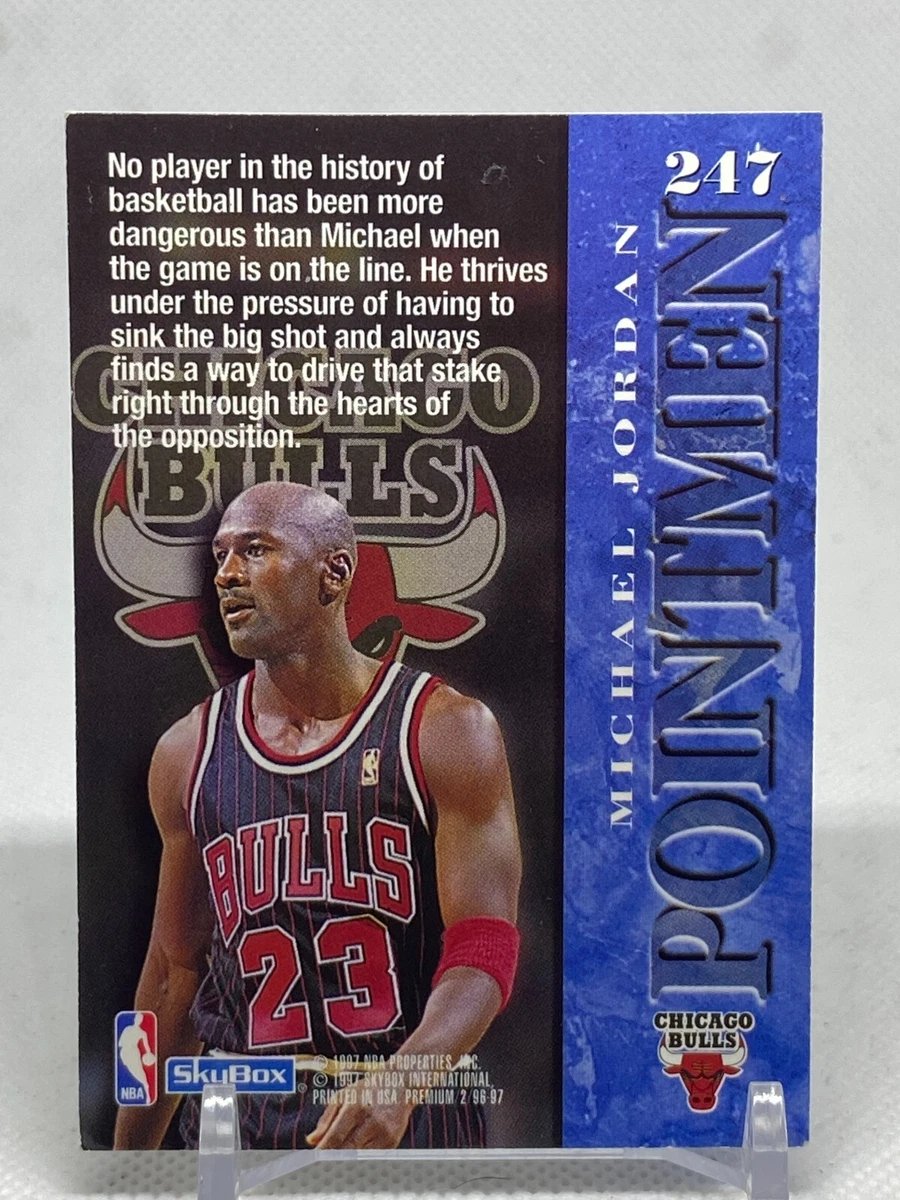 No player in the history of
basketball has been more
dangerous than Michael when
the game is on the line. He thrives
under the pressure of having to
sink the big shot and always
finds a way to drive that stake
right through the hearts of
the opposition.
CHICAGO
BULLS
BULLS
23
NBA
SkyBox
© 1997 NBA PROPERTIES, INC.
© 1997 SKYBOX INTERNATIONAL,
PRINTED IN USA. PREMIUM/2/96-97
247
MICHAEL JORDAN
POINTMEN
CHICAGO
BULLS